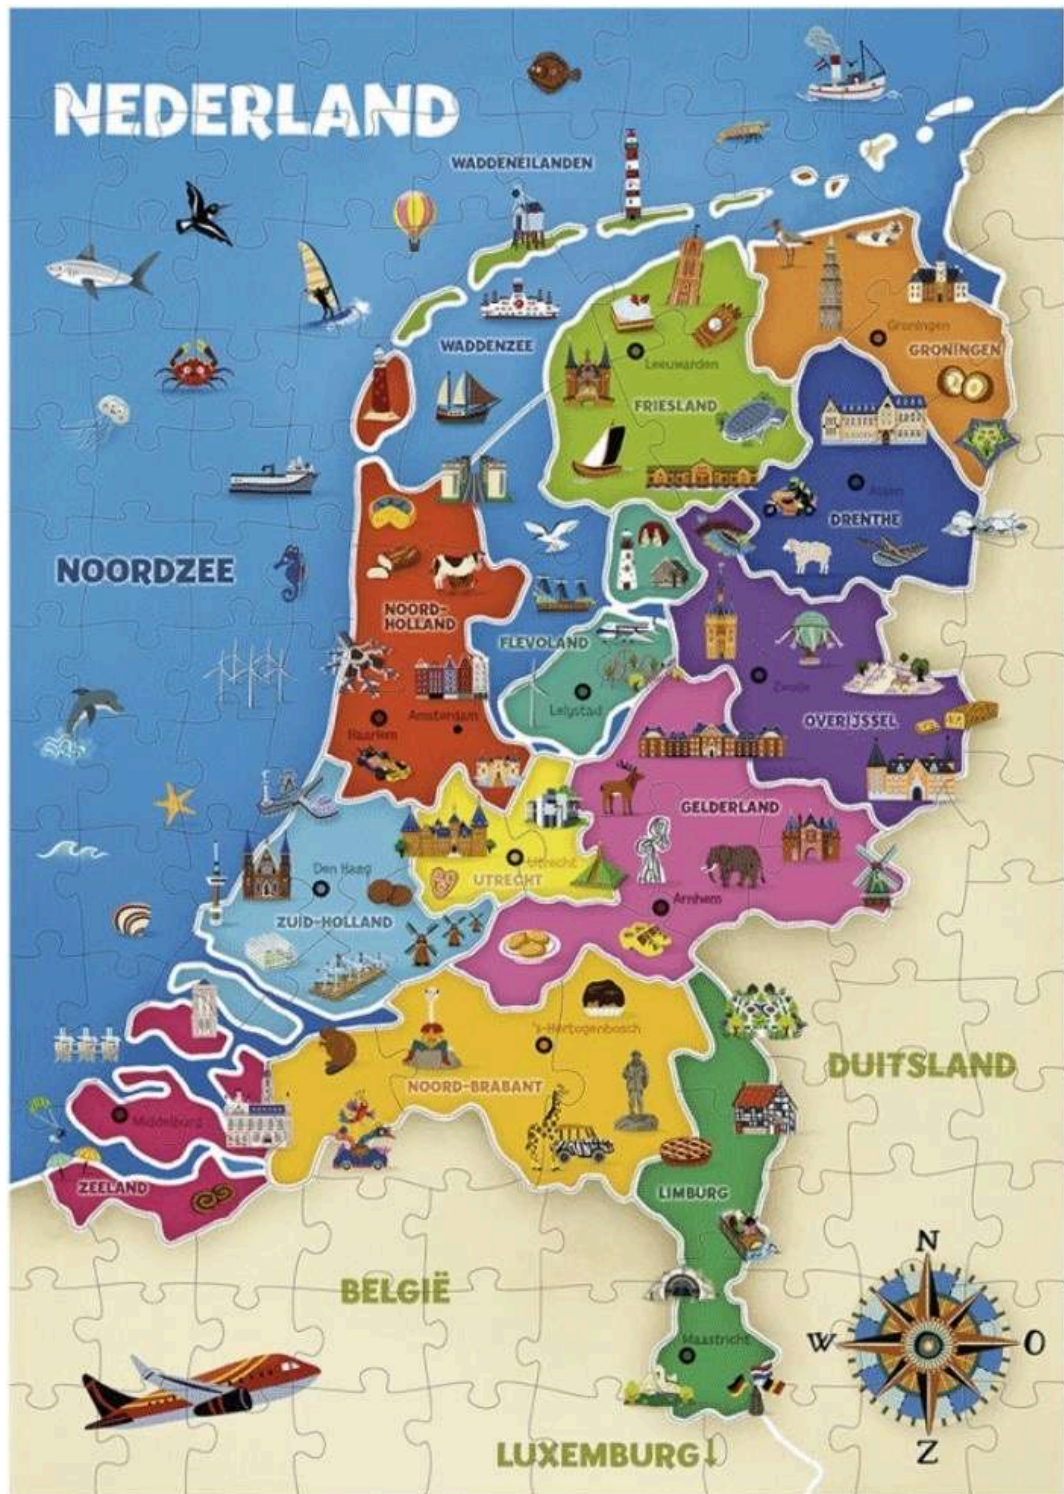 NEDERLAND
WADDENEILANDEN
WADDENZEE
Groningen
GRONINGEN
Leeuwarden
FRIESLAND
Assen
DRENTHE
NOORDZEE
NOORD-
HOLLAND
FLEVOLAND
Lelystad
Zwolle
OVERIJSSEL
Amsterdam
Haarlem
GELDERLAND
Utrecht
UTRECHT
Den Haag
ZUID-HOLLAND
Arnhem
's-Hertogenbosch
NOORD-BRABANT
DUITSLAND
Middelburg
ZEELAND
LIMBURG
BELGIË
Maastricht
N
W
O
Z
LUXEMBURG↓